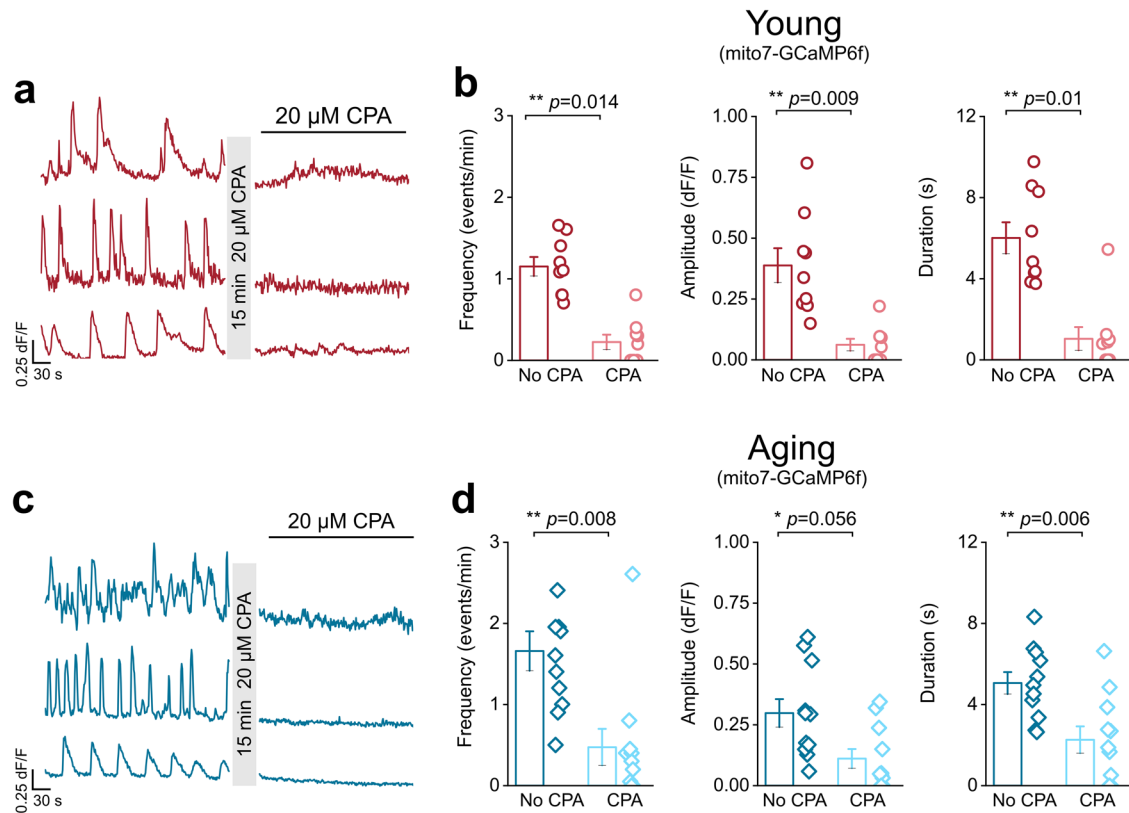 Young
(mito7-GCaMP6f)
a
20 µM CPA
15 min 20 µM CPA
0.25 dF/F
30 s
b
** p=0.014
Frequency (events/min)
3
2
1
0
No CPA
CPA
** p=0.009
Amplitude (dF/F)
1.00
0.75
0.50
0.25
0.00
No CPA
CPA
** p=0.01
Duration (s)
12
8
4
0
No CPA
CPA
Aging
(mito7-GCaMP6f)
c
20 µM CPA
15 min 20 µM CPA
0.25 dF/F
30 s
d
** p=0.008
Frequency (events/min)
3
2
1
0
No CPA
CPA
* p=0.056
Amplitude (dF/F)
1.00
0.75
0.50
0.25
0.00
No CPA
CPA
** p=0.006
Duration (s)
12
8
4
0
No CPA
CPA